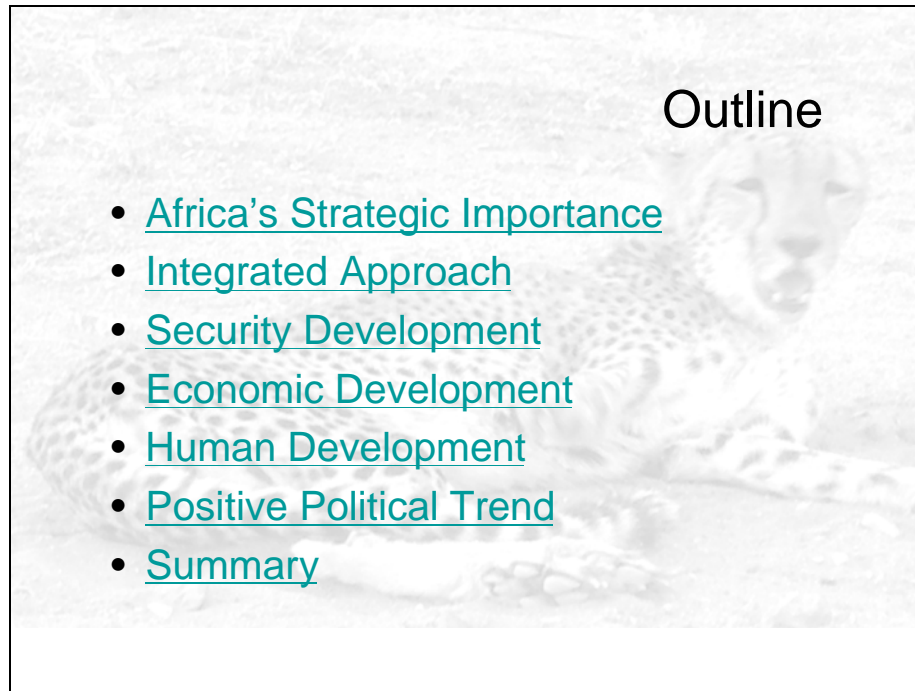 Outline
• Africa’s Strategic Importance
• Integrated Approach
• Security Development
• Economic Development
• Human Development
• Positive Political Trend
• Summary